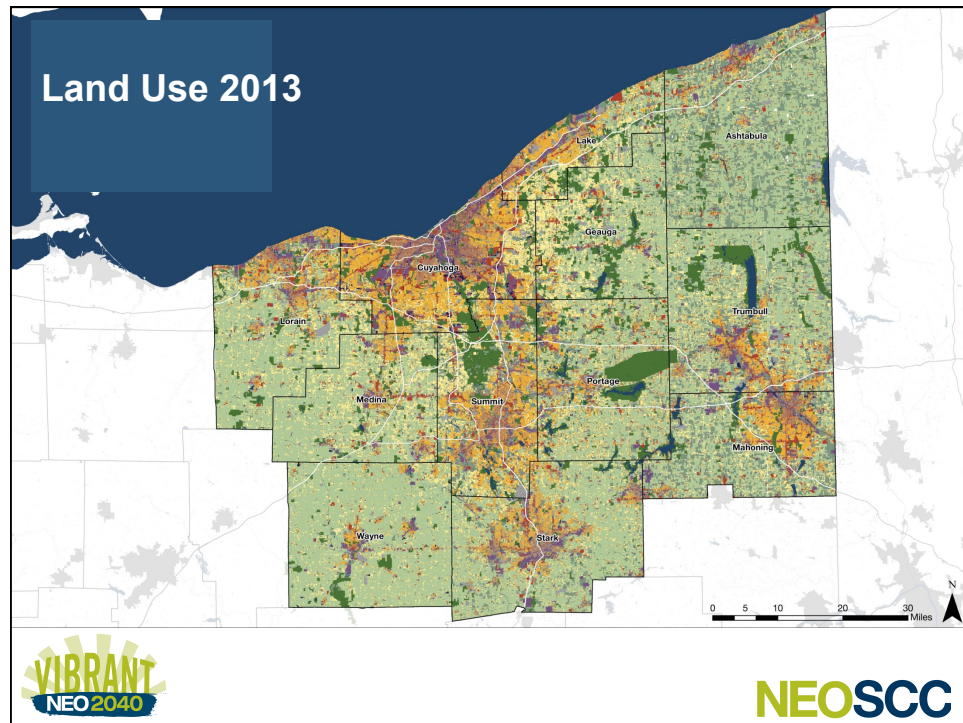 Land Use 2013
Ashtabula
Lake
Geauga
Cuyahoga
Trumbull
Lorain
Portage
Medina
Summit
Mahoning
Wayne
Stark
N
0 5 10 20 30
Miles
VIBRANT
NEO 2040
NEOSCC